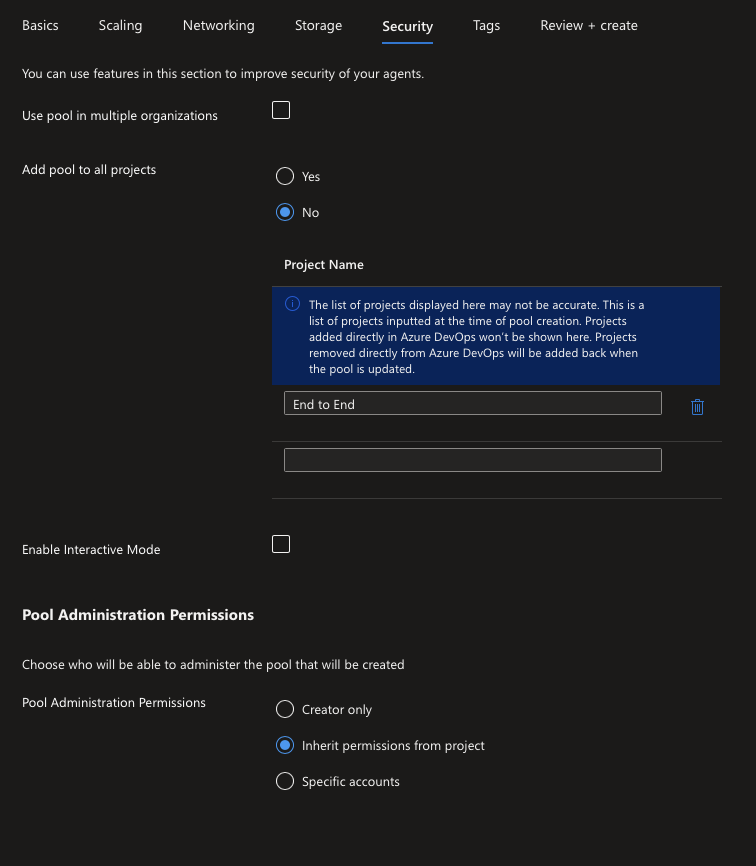 Basics Scaling Networking Storage Security Tags Review + create
You can use features in this section to improve security of your agents.
Use pool in multiple organizations
Add pool to all projects
Yes
No
Project Name
The list of projects displayed here may not be accurate. This is a
list of projects inputted at the time of pool creation. Projects
added directly in Azure DevOps won't be shown here. Projects
removed directly from Azure DevOps will be added back when
the pool is updated.
End to End
Enable Interactive Mode
Pool Administration Permissions
Choose who will be able to administer the pool that will be created
Pool Administration Permissions
Creator only
Inherit permissions from project
Specific accounts